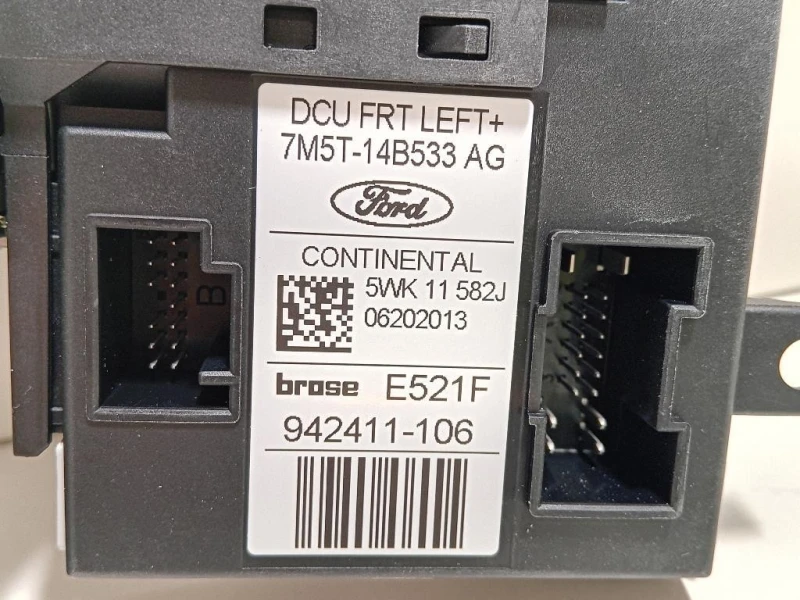 DCU FRT LEFT+
7M5T-14B533 AG
Ford
CONTINENTAL
5WK 11 582J
06202013
brose E521F
942411-106
B